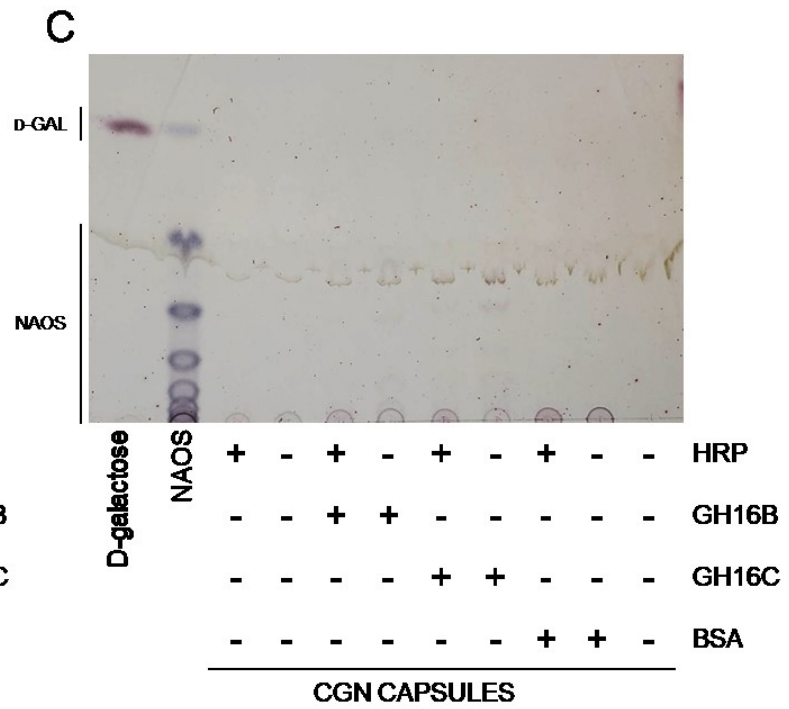 C
D-GAL
NAOS
D-galactose
NAOS
+ - + - + - + - - HRP
B
- - + + - - - - - GH16B
C
- - - - + + - - - GH16C
- - - - - - + + - BSA
CGN CAPSULES